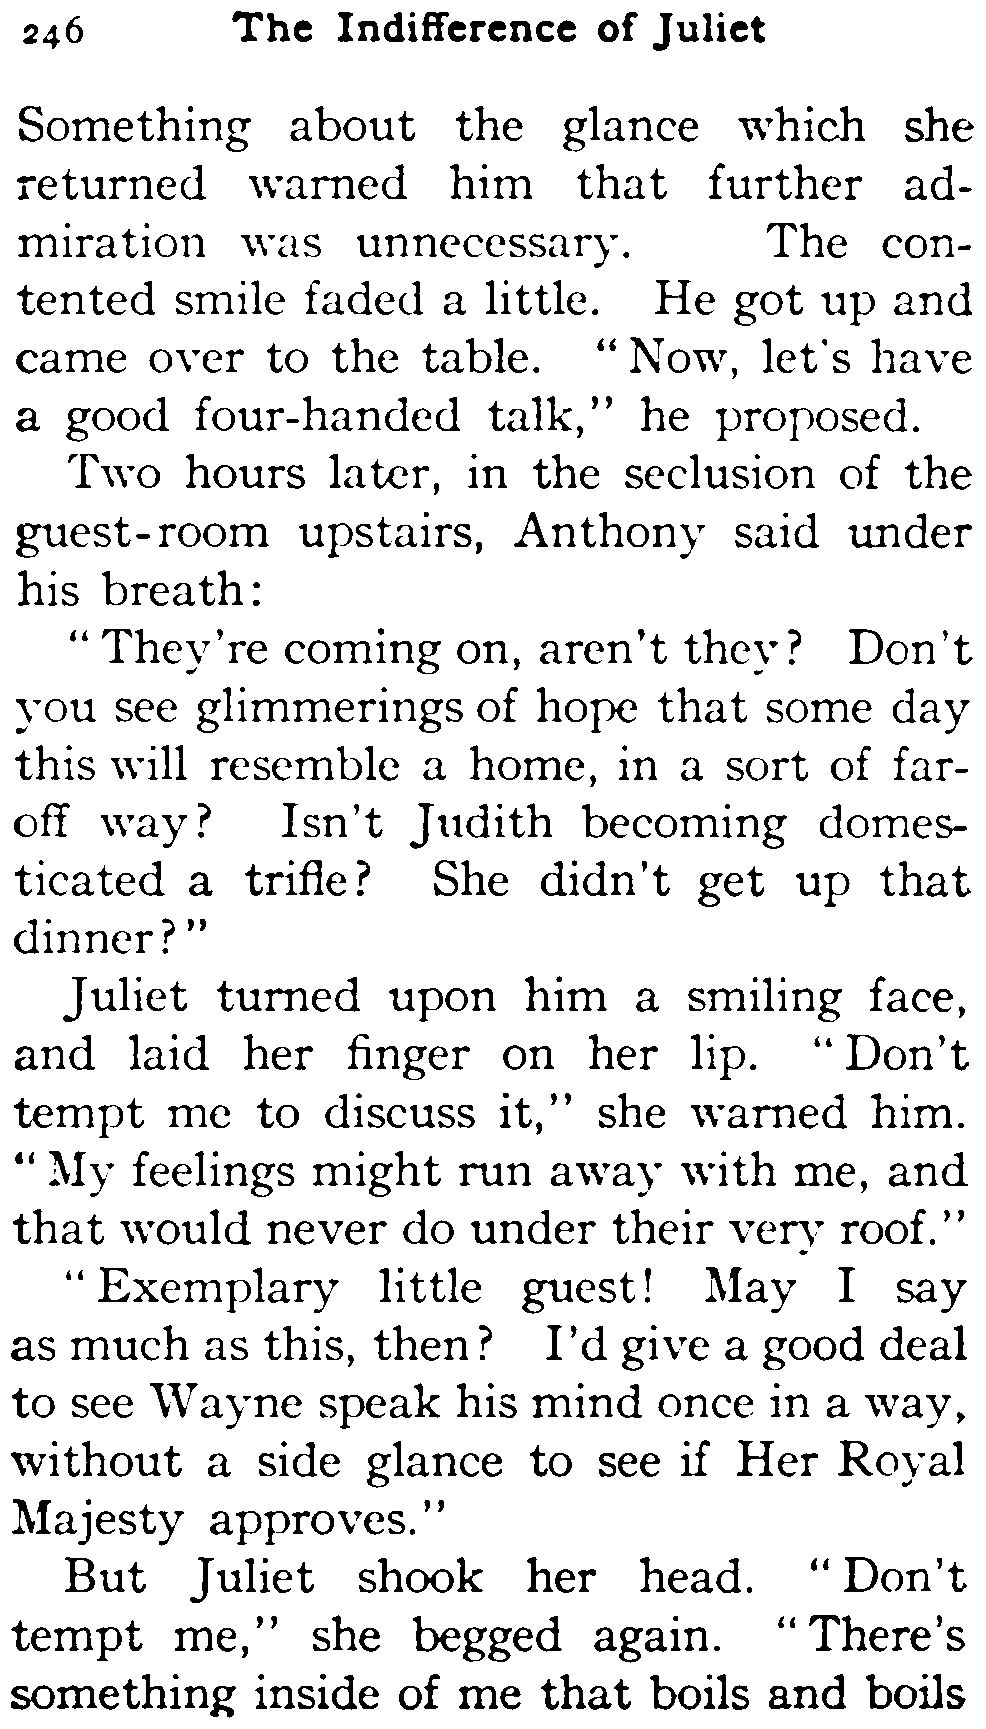 246 The Indifference of Juliet
Something about the glance which she
returned warned him that further ad-
miration was unnecessary. The con-
tented smile faded a little. He got up and
came over to the table. "Now, let's have
a good four-handed talk," he proposed.
Two hours later, in the seclusion of the
guest-room upstairs, Anthony said under
his breath:
"They're coming on, aren't they? Don't
you see glimmerings of hope that some day
this will resemble a home, in a sort of far-
off way? Isn't Judith becoming domes-
ticated a trifle? She didn't get up that
dinner?"
Juliet turned upon him a smiling face,
and laid her finger on her lip. "Don't
tempt me to discuss it," she warned him.
"My feelings might run away with me, and
that would never do under their very roof."
"Exemplary little guest! May I say
as much as this, then? I'd give a good deal
to see Wayne speak his mind once in a way,
without a side glance to see if Her Royal
Majesty approves."
But Juliet shook her head. "Don't
tempt me," she begged again. "There's
something inside of me that boils and boils